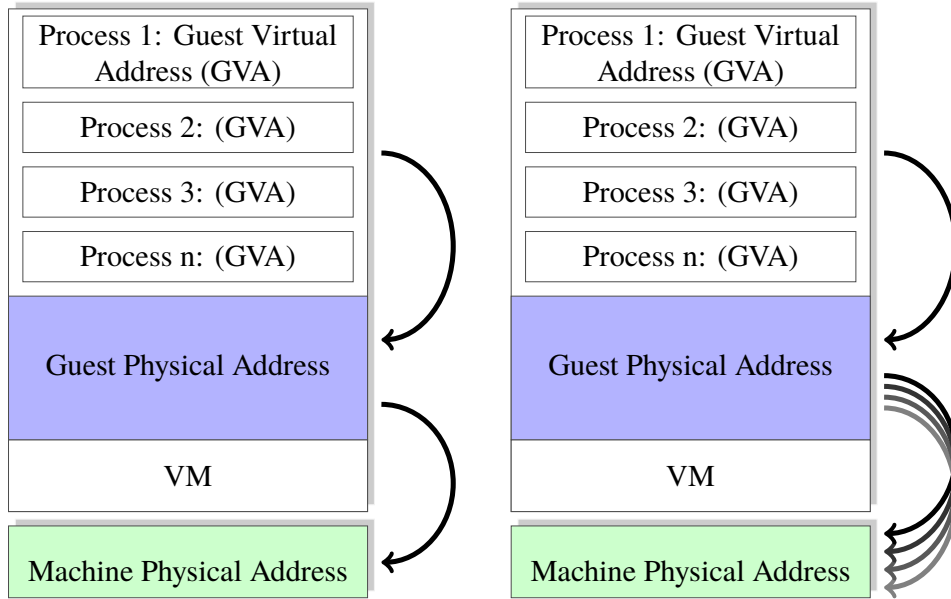 Process 1: Guest Virtual
Address (GVA)
Process 2: (GVA)
Process 3: (GVA)
Process n: (GVA)
Guest Physical Address
VM
Machine Physical Address
Process 1: Guest Virtual
Address (GVA)
Process 2: (GVA)
Process 3: (GVA)
Process n: (GVA)
Guest Physical Address
VM
Machine Physical Address